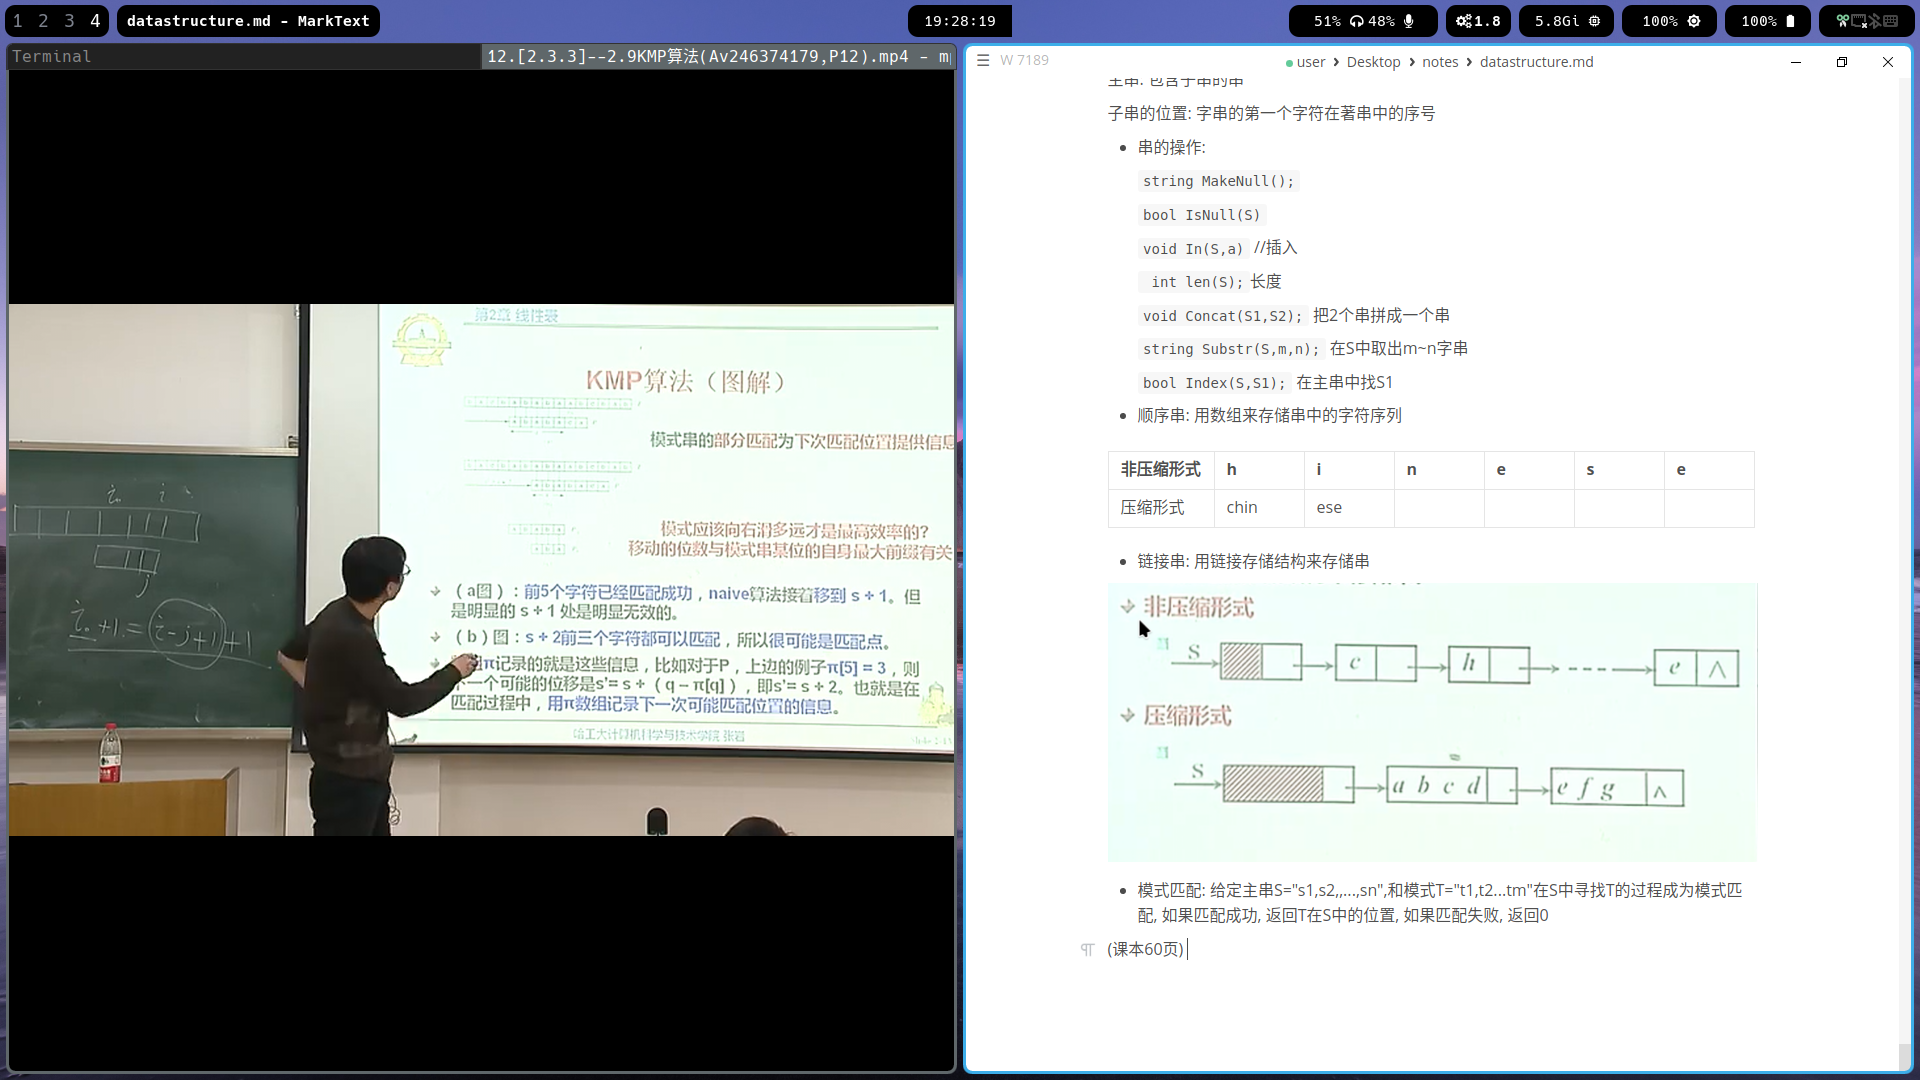 1 2 3 4
datastructure.md - MarkText
19:28:19
51% 48%
1.8
5.8Gi
100%
100%
Terminal
12.[2.3.3]--2.9KMP算法(Av246374179,P12).mp4 - m
第2章 线性表
KMP算法（图解）
模式串的部分匹配为下次匹配位置提供信息
模式应该向右滑多远才是最高效率的?
移动的位数与模式串某位的自身最大前缀有关
（a图）：前5个字符已经匹配成功，naive算法接着移到 s + 1。但
是明显的 s + 1 处是明显无效的。
（b）图：s + 2前三个字符都可以匹配，所以很可能是匹配点。
π记录的就是这些信息，比如对于P，上边的例子π[5] = 3，则
一个可能的位移是s'= s +（q – π[q]），即s'= s + 2。也就是在
匹配过程中，用π数组记录下一次可能匹配位置的信息。
i₀ i
j
i₀ +1 = i-j+1 +1
W 7189
user › Desktop › notes › datastructure.md
主串: 包含子串的串
子串的位置: 字串的第一个字符在著串中的序号
串的操作:
string MakeNull();
bool IsNull(S)
void In(S,a) //插入
int len(S); 长度
void Concat(S1,S2); 把2个串拼成一个串
string Substr(S,m,n); 在S中取出m~n字串
bool Index(S,S1); 在主串中找S1
顺序串: 用数组来存储串中的字符序列
非压缩形式 h i n e s e
压缩形式 chin ese
链接串: 用链接存储结构来存储串
非压缩形式
S c h e ∧
压缩形式
S a b c d e f g ∧
模式匹配: 给定主串S="s1,s2,,...,sn",和模式T="t1,t2...tm"在S中寻找T的过程成为模式匹
配, 如果匹配成功, 返回T在S中的位置, 如果匹配失败, 返回0
(课本60页)